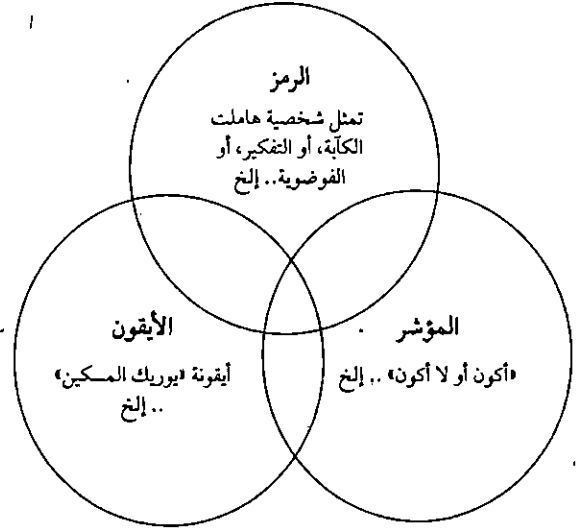 الرمز
تمثل شخصية هاملت
الكآبة، أو التفكير، أو
الفوضوية.. إلخ
المؤشر
«أكون أو لا أكون» .. إلخ
الأيقون
أيقونة «يوريك المسكين»
.. إلخ